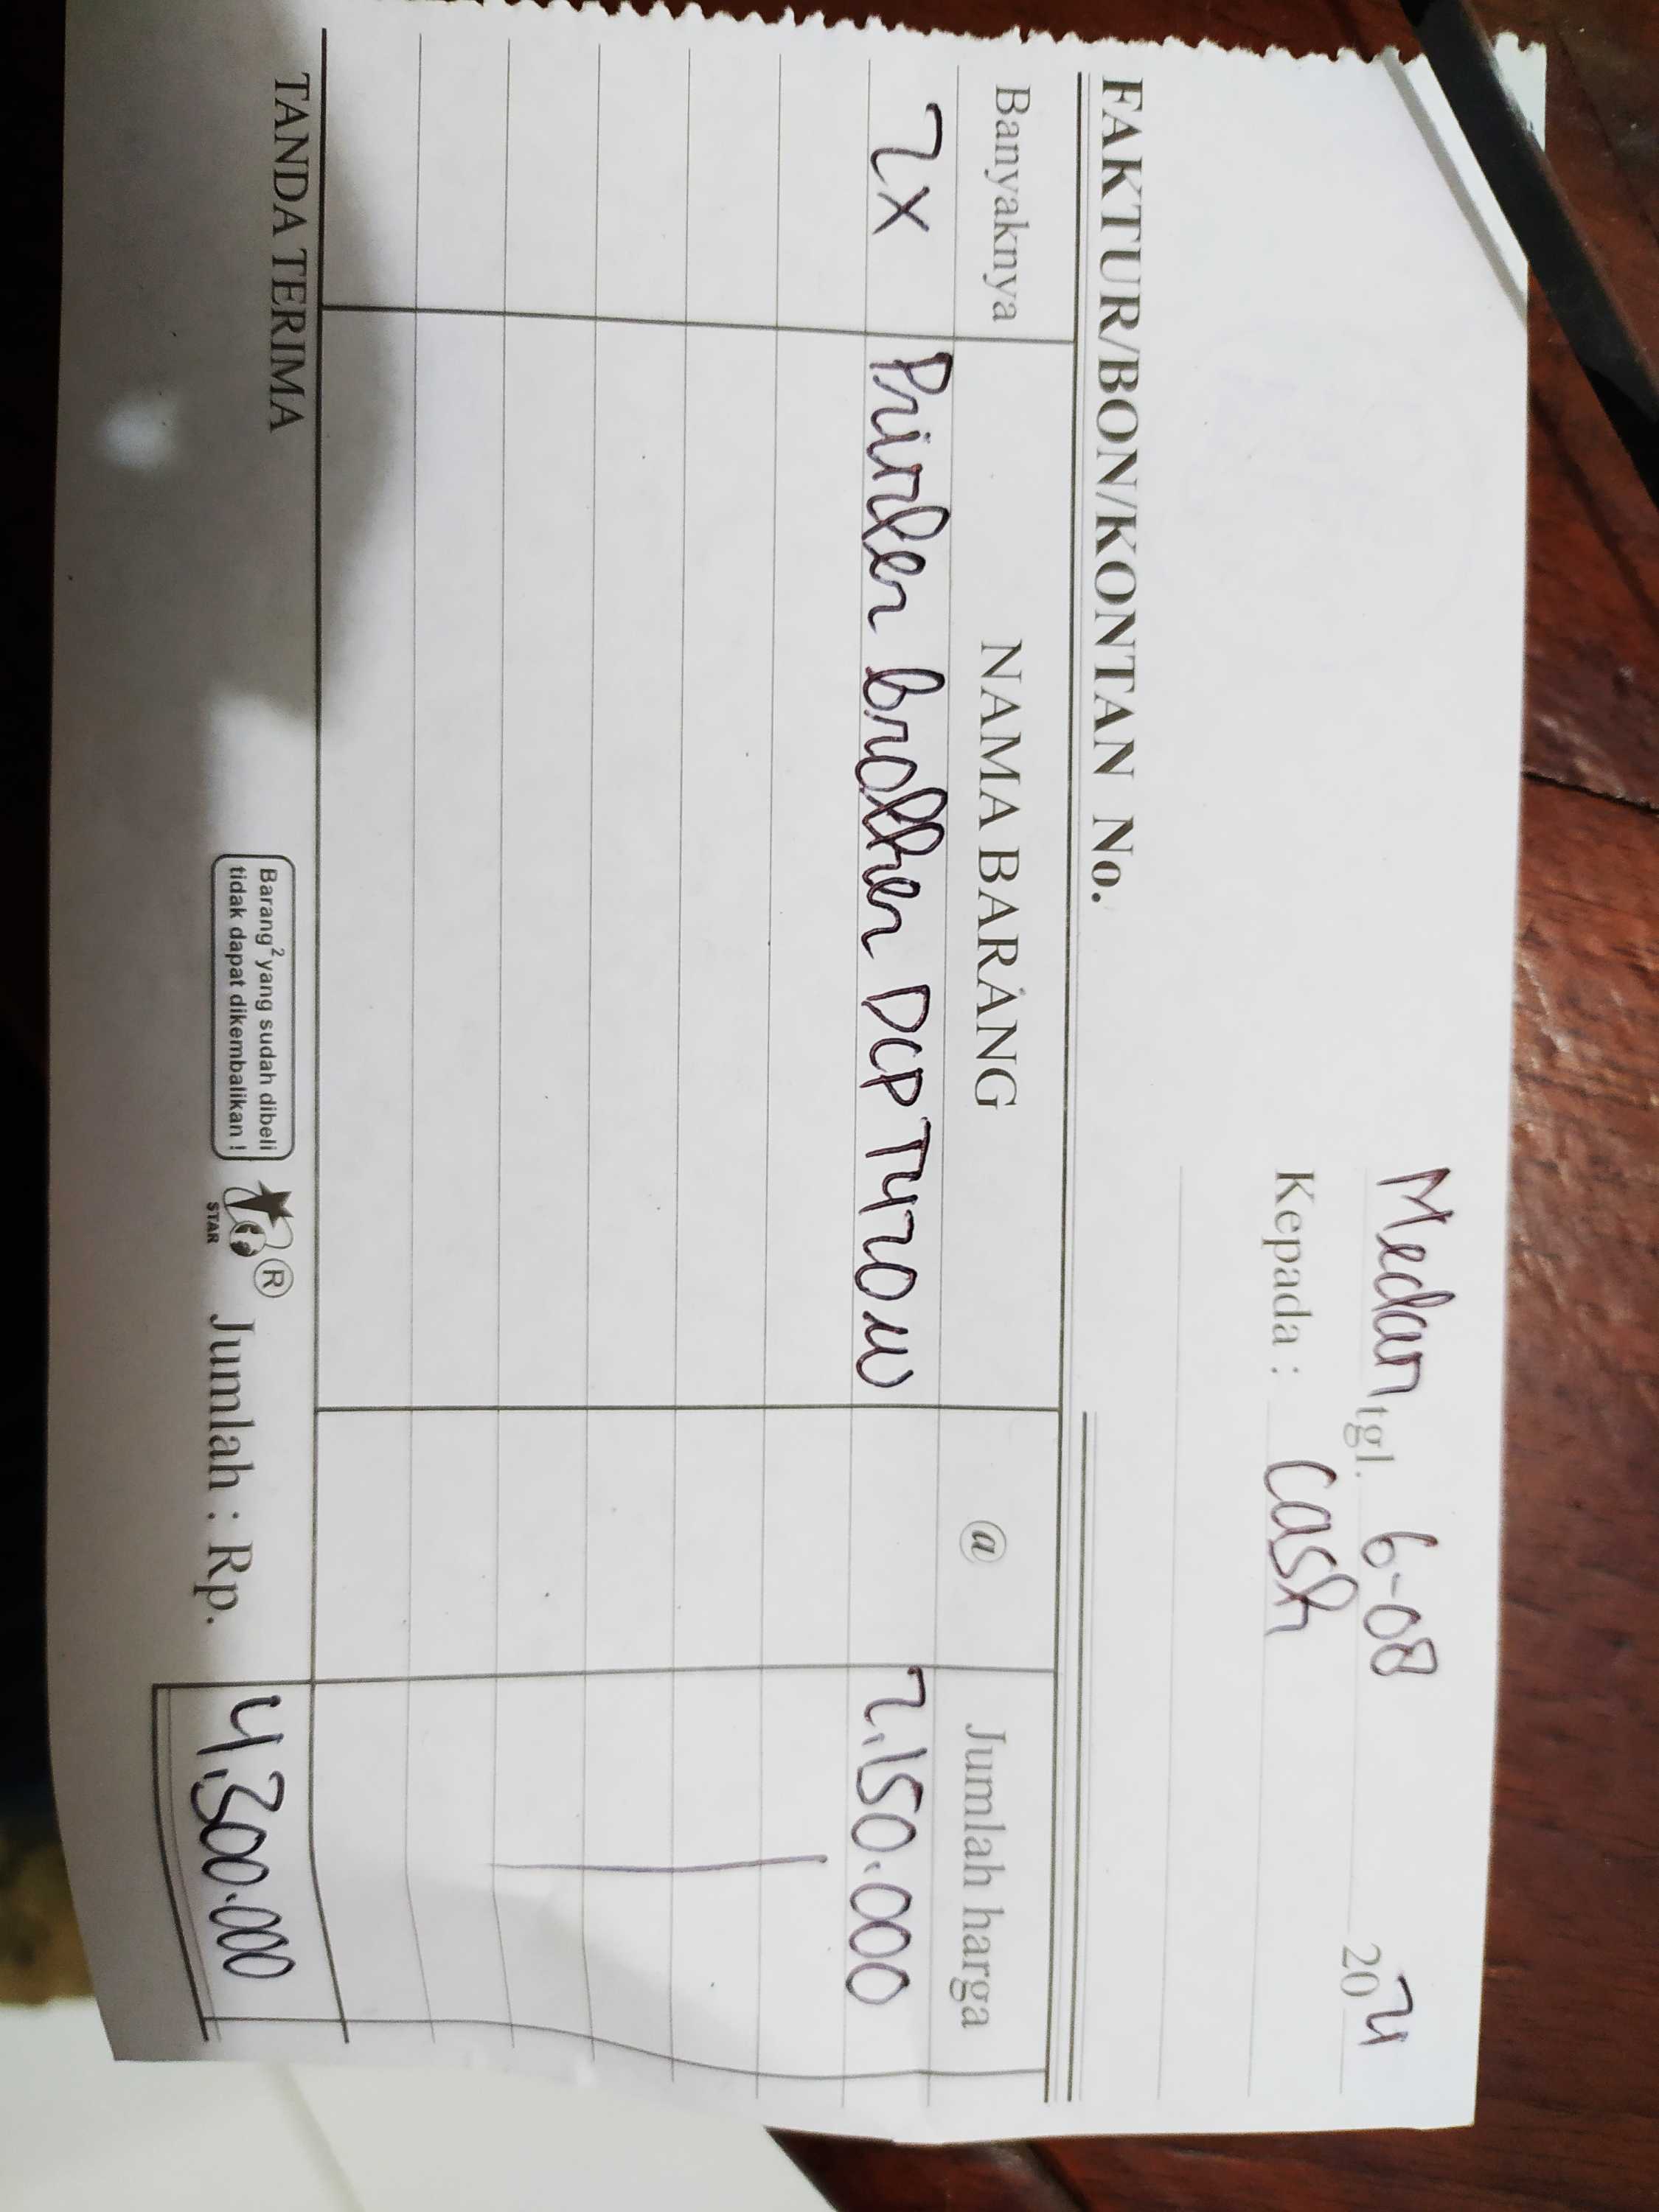 Medan tgl. 6-08 2024
Kepada : Cash
FAKTUR/BON/KONTAN No.
Banyaknya NAMA BARANG @ Jumlah harga
2x Printer brother DCP T420W 2,150.000
TANDA TERIMA
Barang² yang sudah dibeli
tidak dapat dikembalikan !
STAR
®
Jumlah : Rp. 4,300.000